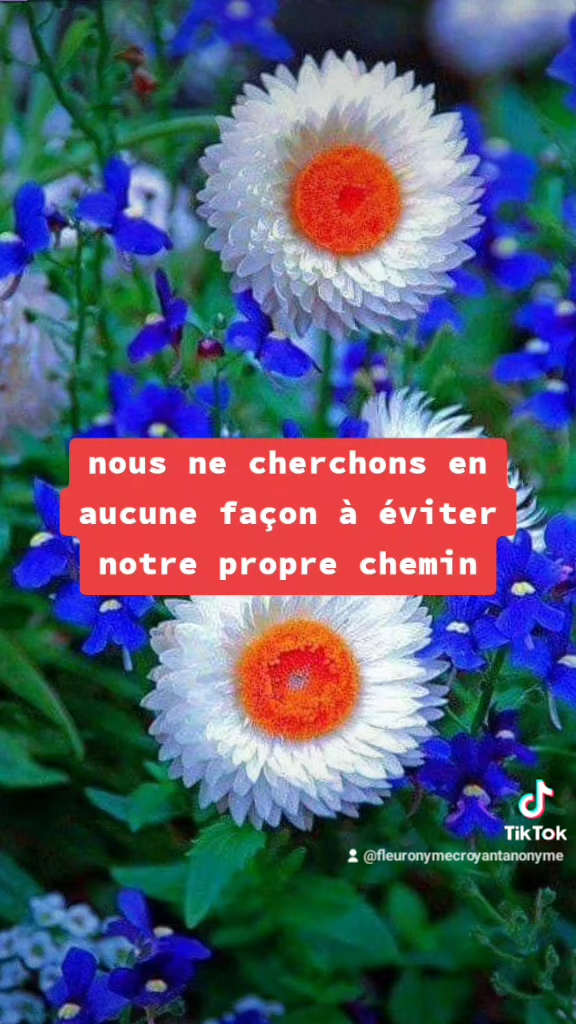 nous ne cherchons en
aucune façon à éviter
notre propre chemin
TikTok
@fleuronymecroyantanonyme